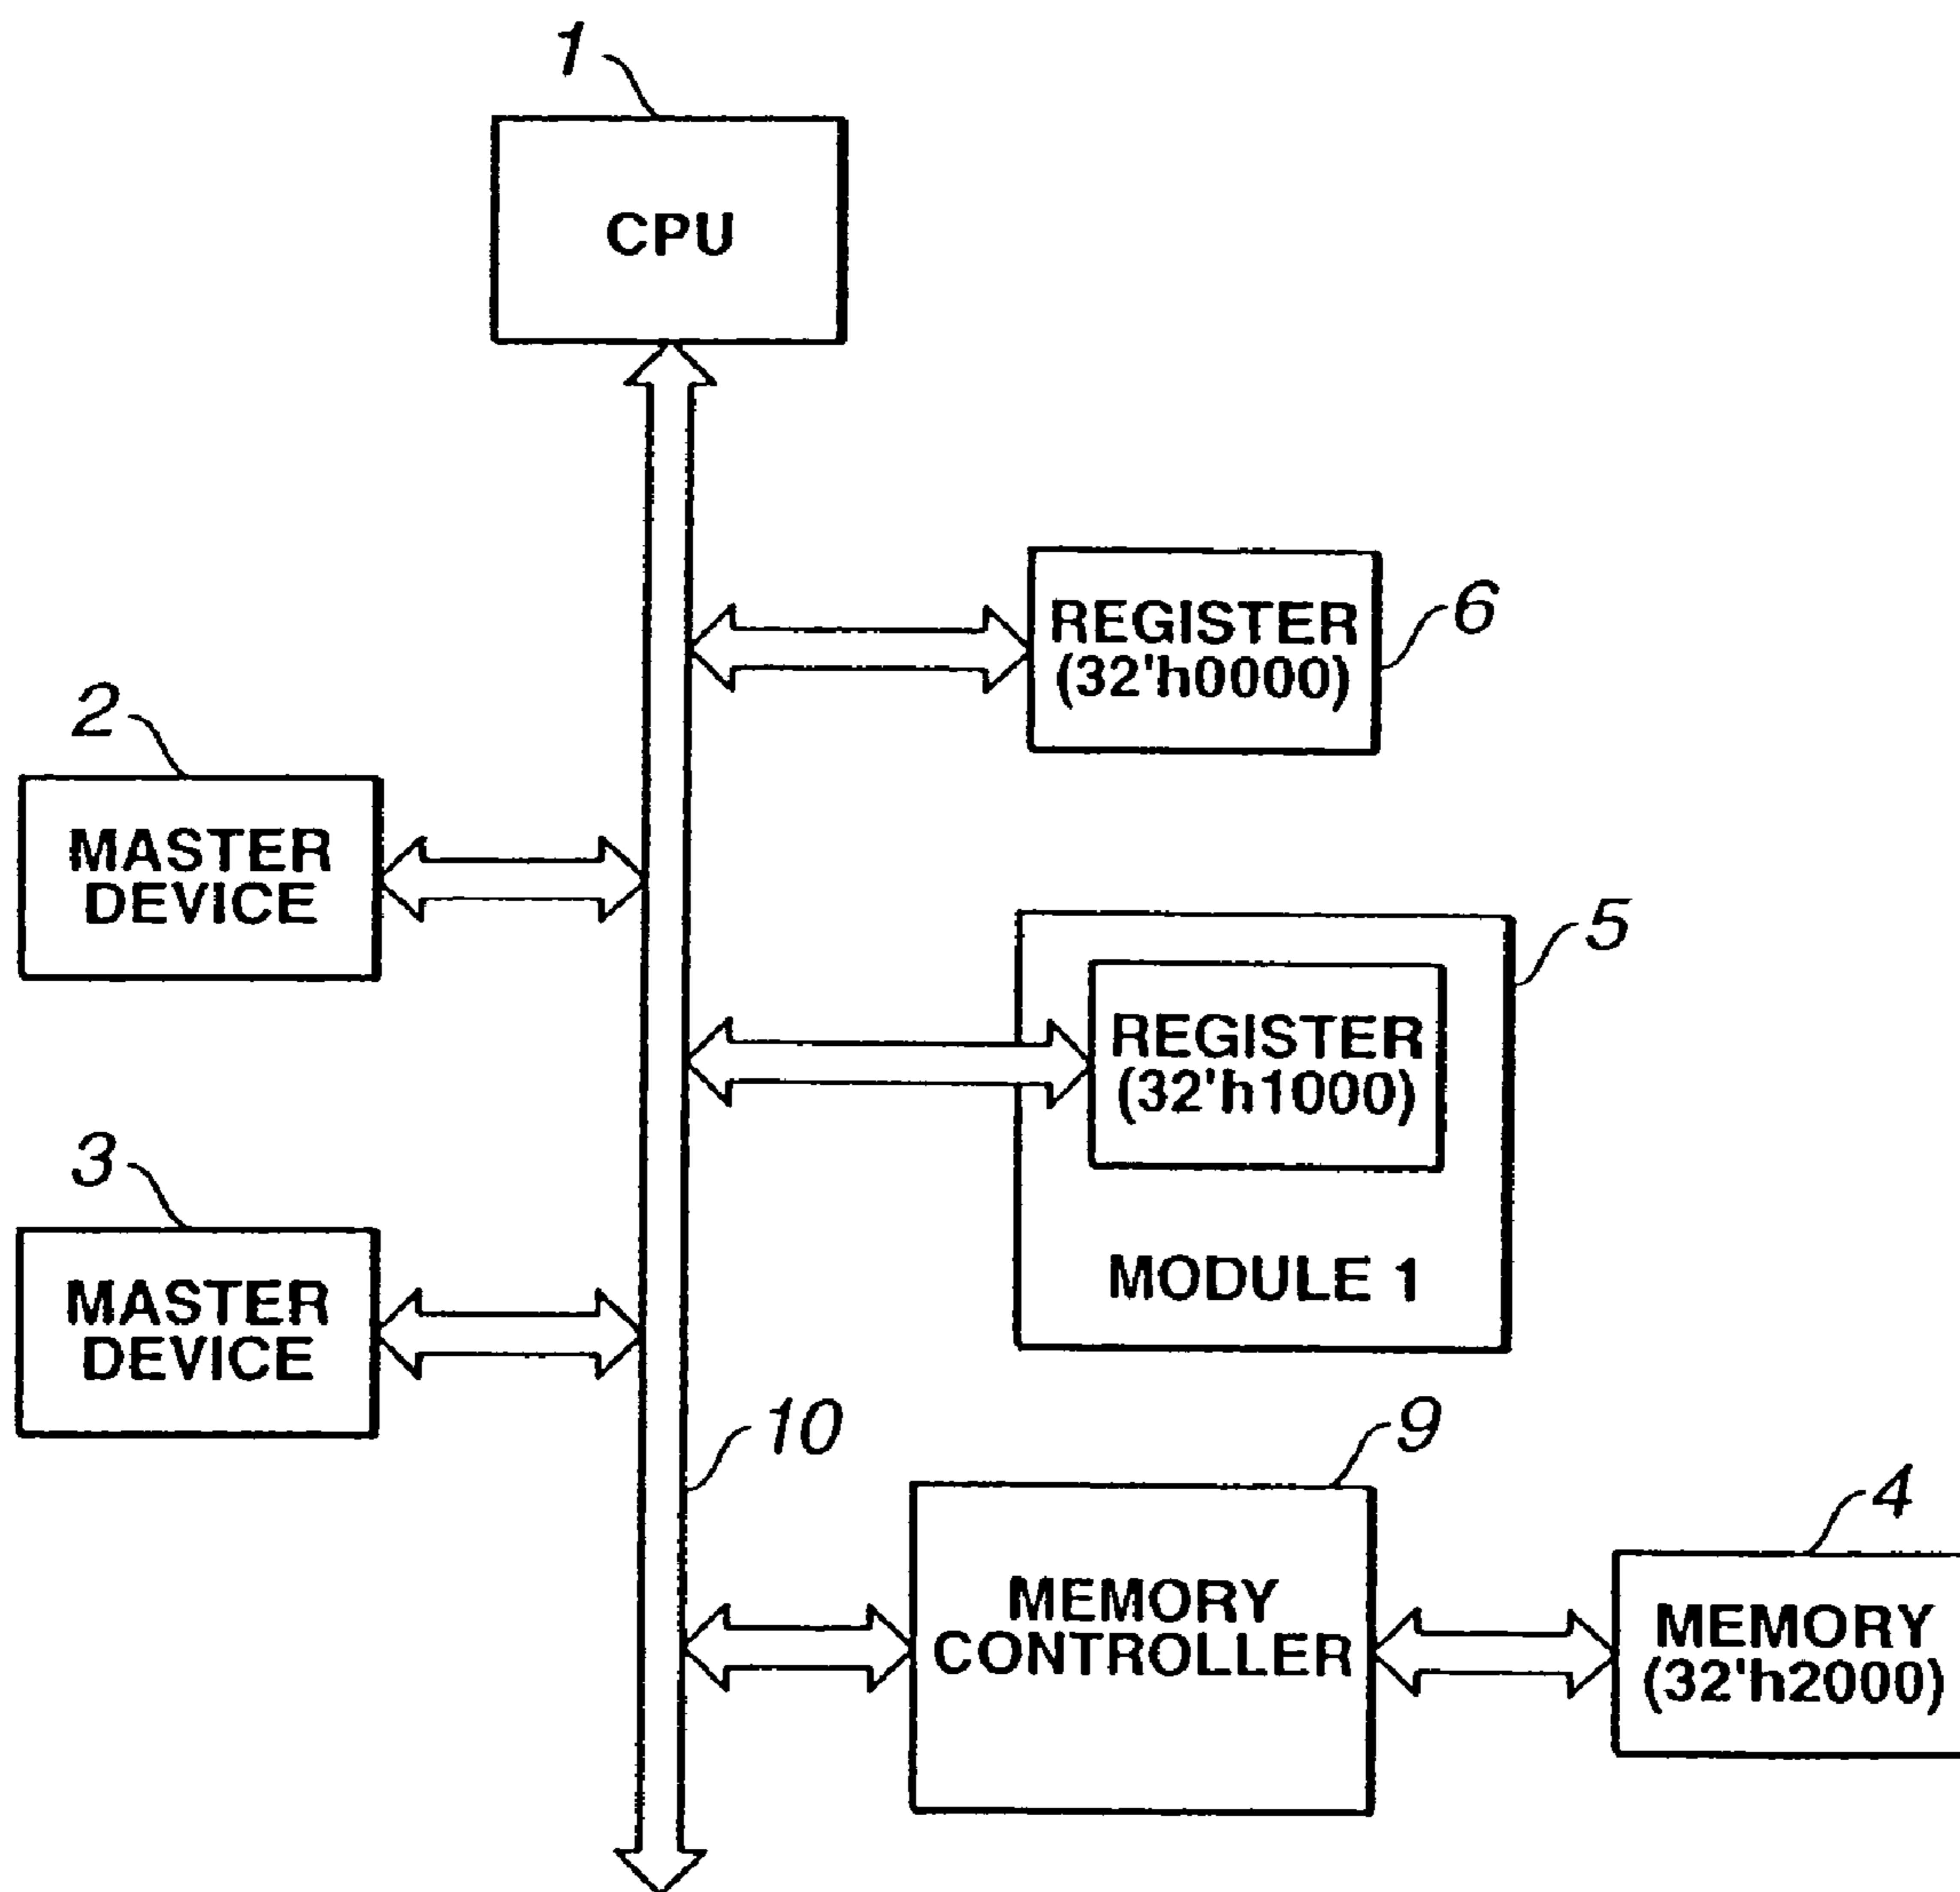 1
CPU
REGISTER
(32'h0000)
6
2
MASTER
DEVICE
5
REGISTER
(32'h1000)
MODULE 1
3
MASTER
DEVICE
10
9
MEMORY
CONTROLLER
4
MEMORY
(32'h2000)